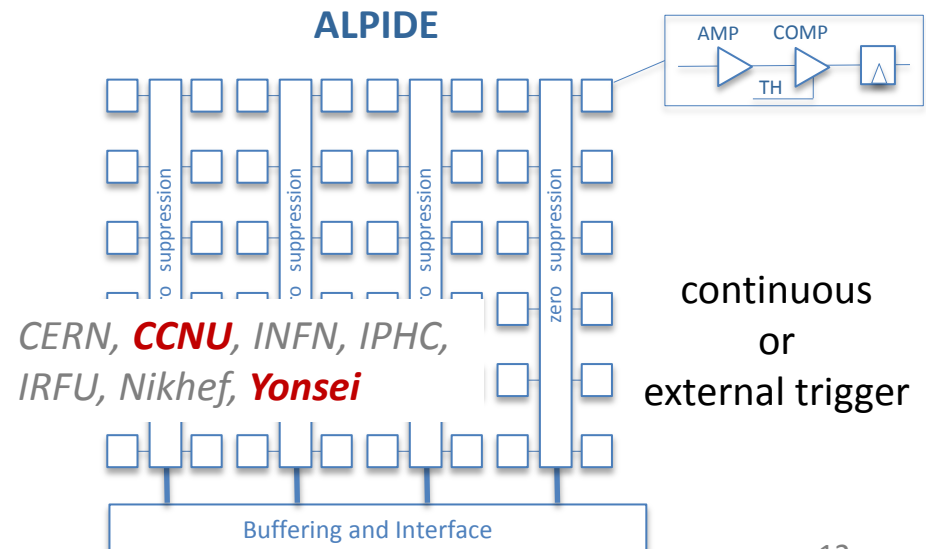 ALPIDE
AMP COMP
TH
zero suppression
suppression
suppression
suppression
CERN, CCNU, INFN, IPHC,
IRFU, Nikhef, Yonsei
continuous
or
external trigger
Buffering and Interface